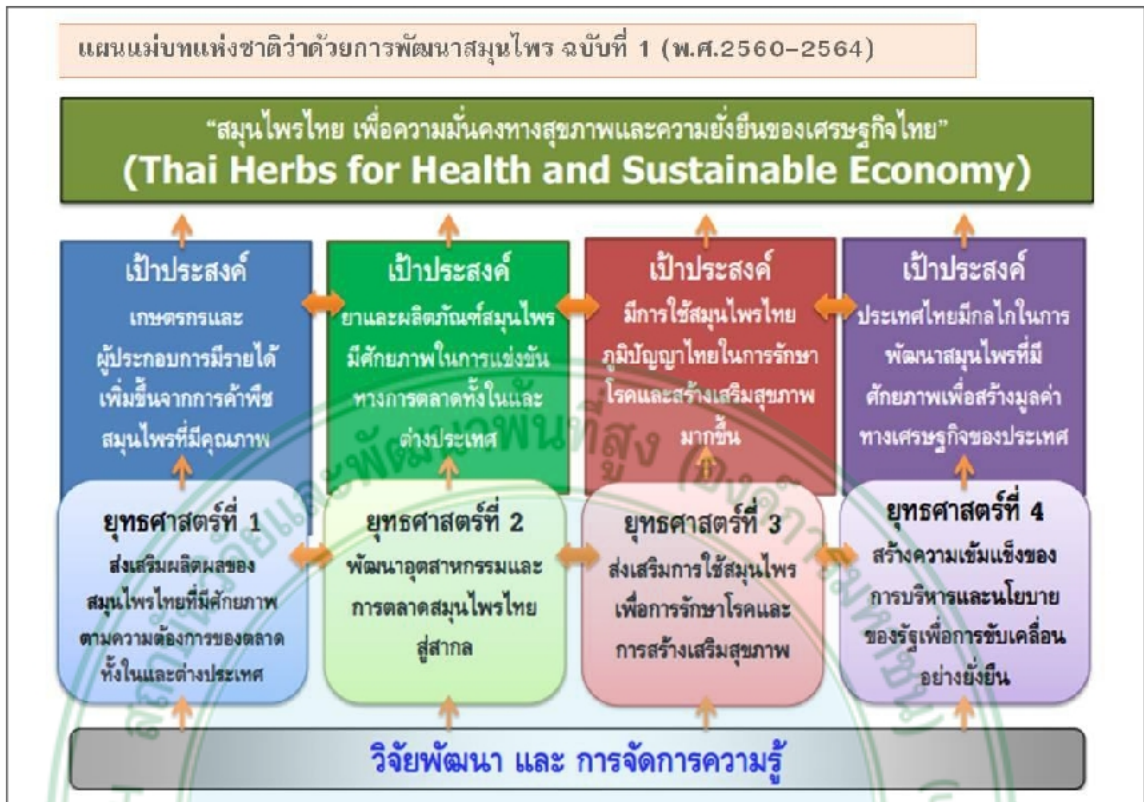 แผนแม่บทแห่งชาติว่าด้วยการพัฒนาสมุนไพร ฉบับที่ 1 (พ.ศ.2560-2564)
“สมุนไพรไทย เพื่อความมั่นคงทางสุขภาพและความยั่งยืนของเศรษฐกิจไทย”
(Thai Herbs for Health and Sustainable Economy)
เป้าประสงค์
เกษตรกรและ
ผู้ประกอบการมีรายได้
เพิ่มขึ้นจากการค้าพืช
สมุนไพรที่มีคุณภาพ
เป้าประสงค์
ยาและผลิตภัณฑ์สมุนไพร
มีศักยภาพในการแข่งขัน
ทางการตลาดทั้งในและ
ต่างประเทศ
เป้าประสงค์
มีการใช้สมุนไพรไทย
ภูมิปัญญาไทยในการรักษา
โรคและสร้างเสริมสุขภาพ
มากขึ้น
เป้าประสงค์
ประเทศไทยมีกลไกในการ
พัฒนาสมุนไพรที่มี
ศักยภาพเพื่อสร้างมูลค่า
ทางเศรษฐกิจของประเทศ
ยุทธศาสตร์ที่ 1
ส่งเสริมผลิตผลของ
สมุนไพรไทยที่มีศักยภาพ
ตามความต้องการของตลาด
ทั้งในและต่างประเทศ
ยุทธศาสตร์ที่ 2
พัฒนาอุตสาหกรรมและ
การตลาดสมุนไพรไทย
สู่สากล
ยุทธศาสตร์ที่ 3
ส่งเสริมการใช้สมุนไพร
เพื่อการรักษาโรคและ
การสร้างเสริมสุขภาพ
ยุทธศาสตร์ที่ 4
สร้างความเข้มแข็งของ
การบริหารและนโยบาย
ของรัฐเพื่อการขับเคลื่อน
อย่างยั่งยืน
วิจัยพัฒนา และ การจัดการความรู้
สถาบันวิจัยและพัฒนาพื้นที่สูง (องค์การมหาชน)